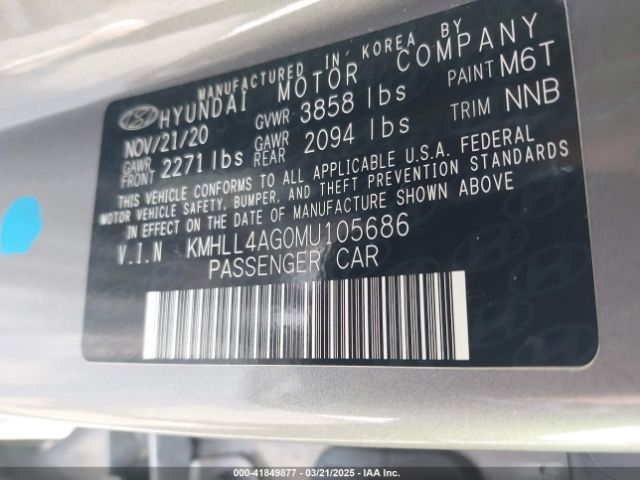 MANUFACTURED IN KOREA BY
HYUNDAI MOTOR COMPANY
NOV/21/20 GVWR 3858 lbs PAINT M6T
GAWR FRONT 2271 lbs GAWR REAR 2094 lbs TRIM NNB
THIS VEHICLE CONFORMS TO ALL APPLICABLE U.S.A. FEDERAL
MOTOR VEHICLE SAFETY, BUMPER, AND THEFT PREVENTION STANDARDS
IN EFFECT ON THE DATE OF MANUFACTURE SHOWN ABOVE
V.I.N KMHLL4AG0MU105686
PASSENGER CAR
000-41849877 — 03/21/2025 — IAA Inc.